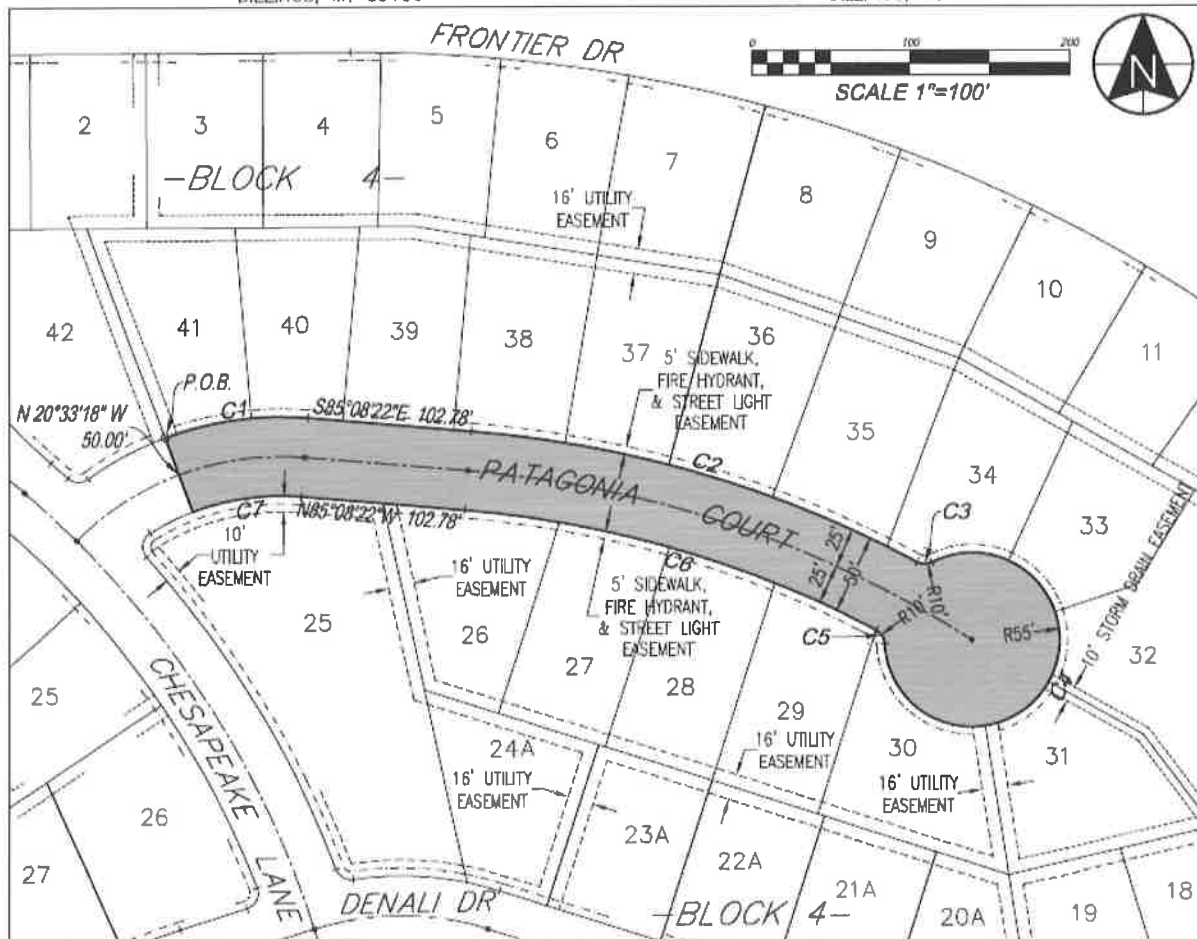 FRONTIER DR
0 100 200
SCALE 1"=100'
N
2
3
4
5
6
7
8
9
10
11
-BLOCK 4-
16' UTILITY
EASEMENT
42
41
40
39
38
37
36
35
34
33
32
5' SIDEWALK,
FIRE HYDRANT,
& STREET LIGHT
EASEMENT
P.O.B.
N 20°33'18" W
50.00'
C1
S85°08'22"E 102.78'
C2
C3
PATAGONIA COURT
25'
25'
50'
R10'
R10'
R55'
10' STORM DRAIN EASEMENT
C4
C5
C6
C7
N85°08'22"W 102.78'
10'
UTILITY
EASEMENT
16' UTILITY
EASEMENT
5' SIDEWALK,
FIRE HYDRANT,
& STREET LIGHT
EASEMENT
25
26
27
28
29
16' UTILITY
EASEMENT
30
16' UTILITY
EASEMENT
31
CHESAPEAKE LANE
25
26
27
24A
16' UTILITY
EASEMENT
23A
22A
21A
20A
19
18
DENALI DR
-BLOCK 4-